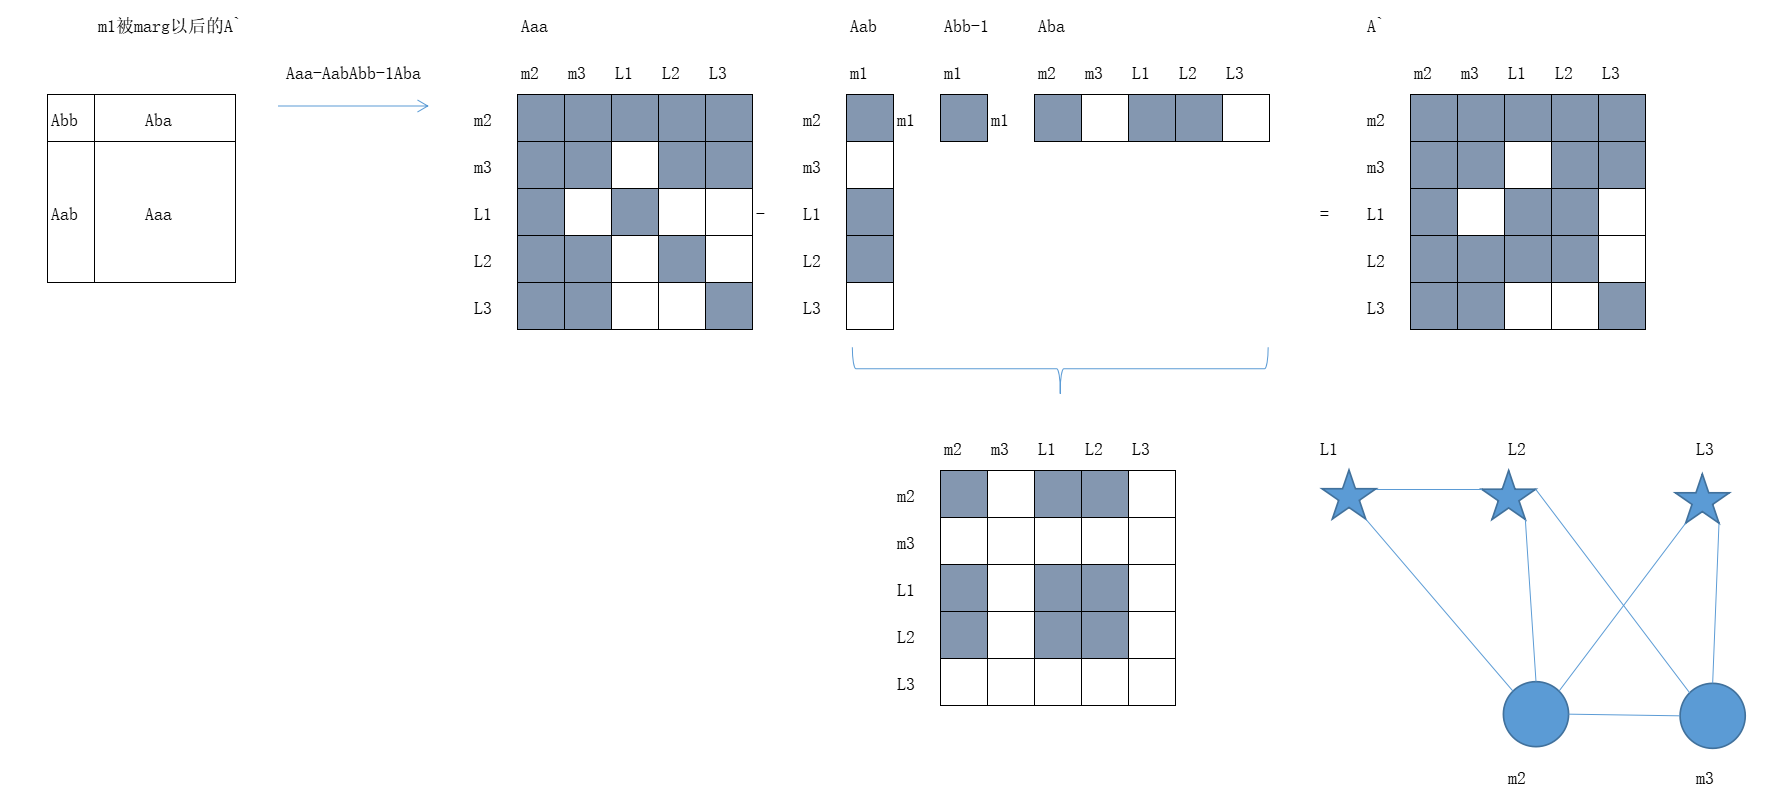 m1被marg以后的A`
Aaa
Aab
Abb-1
Aba
A`
Aaa-AabAbb-1Aba
m2 m3 L1 L2 L3
m1
m1
m2 m3 L1 L2 L3
m2 m3 L1 L2 L3
Abb Aba
m2
m2
m1
m1
m2
m3
m3
m3
Aab Aaa
L1
-
L1
=
L1
L2
L2
L2
L3
L3
L3
m2 m3 L1 L2 L3
L1 L2 L3
m2
m3
L1
L2
L3
m2 m3